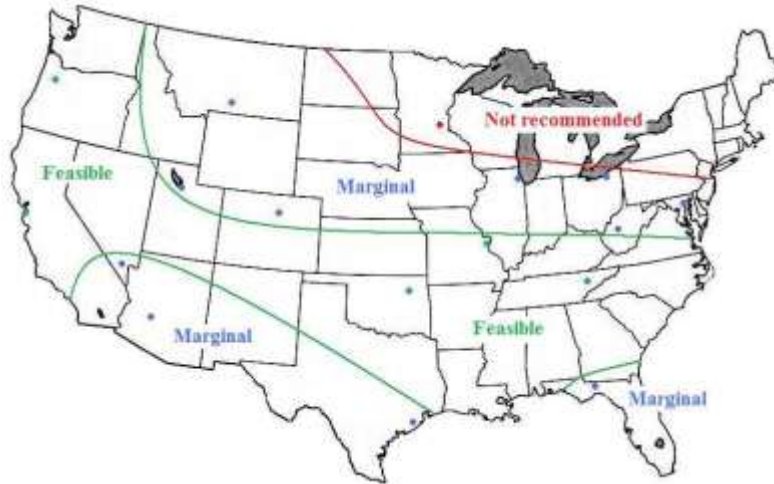 Not recommended
Feasible
Marginal
Marginal
Feasible
Marginal